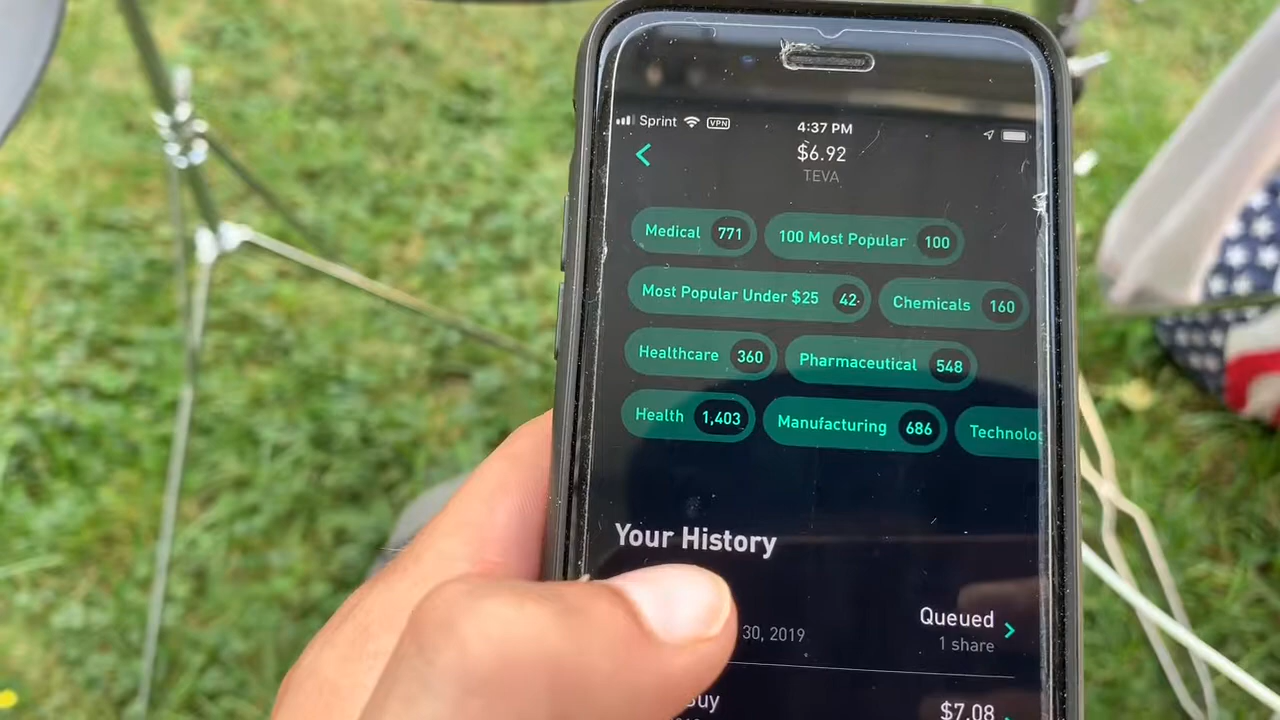 Sprint VPN 4:37 PM
$6.92
TEVA
Medical 771 100 Most Popular 100
Most Popular Under $25 42
Chemicals 160
Healthcare 360 Pharmaceutical 548
Health 1,403 Manufacturing 686 Technolo
Your History
Queued
30, 2019
1 share
$7.08